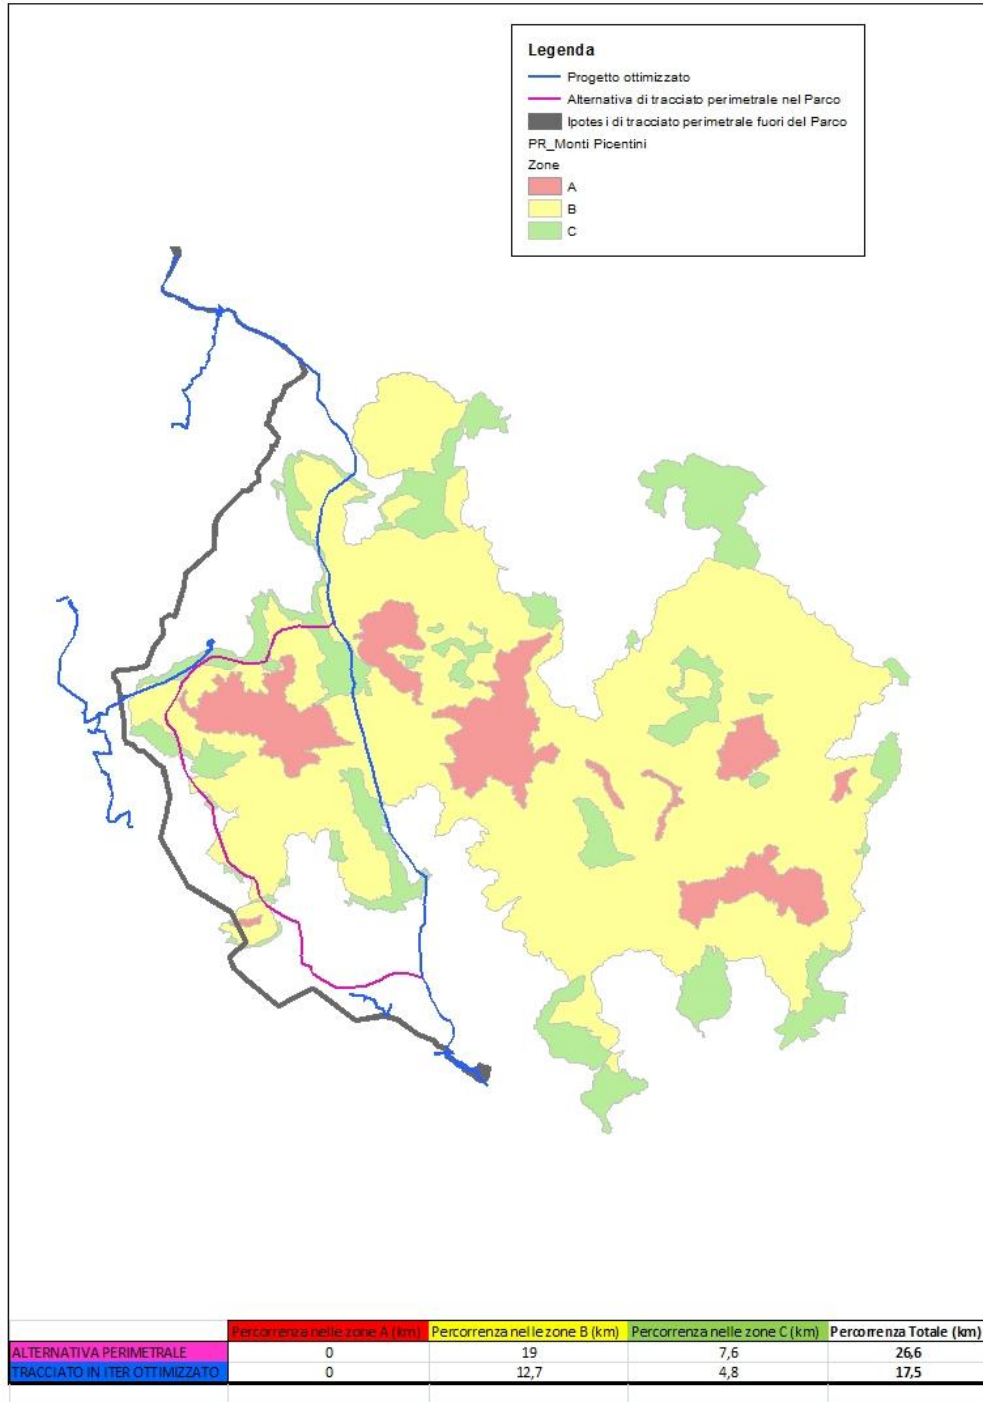 Legenda
Progetto ottimizzato
Alternativa di tracciato perimetrale nel Parco
Ipotesi di tracciato perimetrale fuori del Parco
PR_Monti Picentini
Zone
A
B
C
Percorrenza nelle zone A (km) Percorrenza nelle zone B (km) Percorrenza nelle zone C (km) Percorrenza Totale (km)
ALTERNATIVA PERIMETRALE 0 19 7,6 26,6
TRACCIATO IN ITER OTTIMIZZATO 0 12,7 4,8 17,5